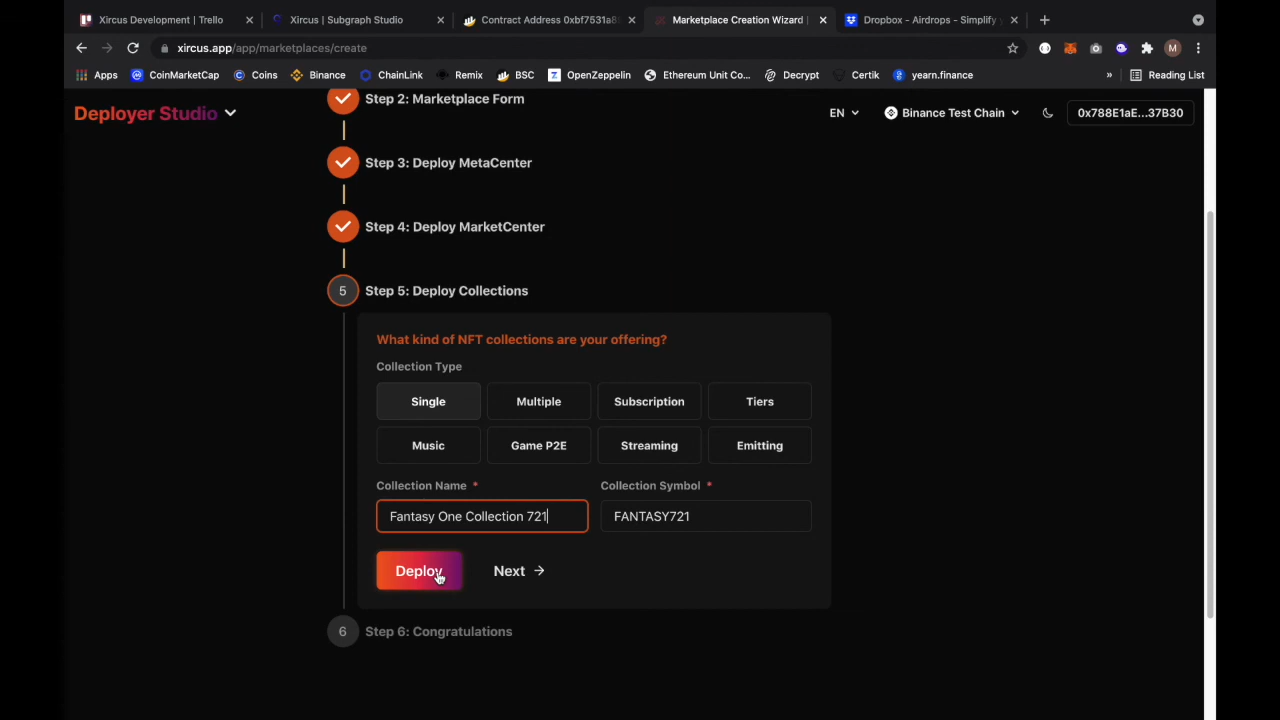 Xircus Development | Trello
Xircus | Subgraph Studio
Contract Address 0xbf7531a8
Marketplace Creation Wizard |
Dropbox - Airdrops - Simplify y
xircus.app/app/marketplaces/create
M
Apps
CoinMarketCap
Coins
Binance
ChainLink
Remix
BSC
OpenZeppelin
Ethereum Unit Co...
Decrypt
Certik
yearn.finance
»
Reading List
Deployer Studio
EN
Binance Test Chain
0x788E1aE...37B30
Step 2: Marketplace Form
Step 3: Deploy MetaCenter
Step 4: Deploy MarketCenter
5
Step 5: Deploy Collections
What kind of NFT collections are your offering?
Collection Type
Single
Multiple
Subscription
Tiers
Music
Game P2E
Streaming
Emitting
Collection Name *
Collection Symbol *
Fantasy One Collection 721
FANTASY721
Deploy
Next →
6
Step 6: Congratulations